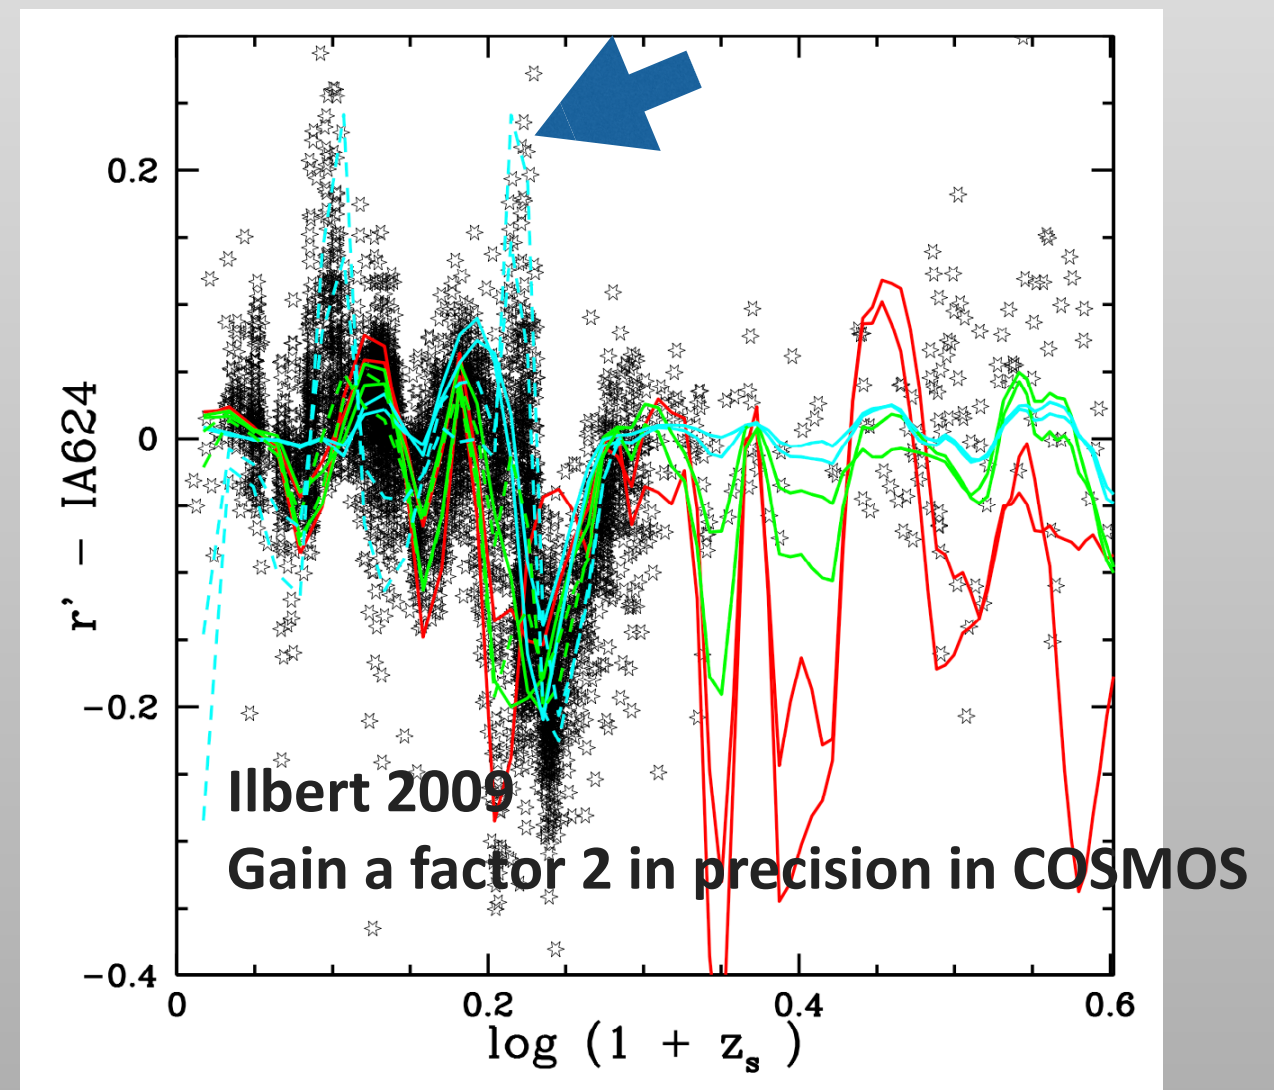 0.2
0
−0.2
−0.4
r' − IA624
Ilbert 2009
Gain a factor 2 in precision in COSMOS
0 0.2 0.4 0.6
log (1 + zs )